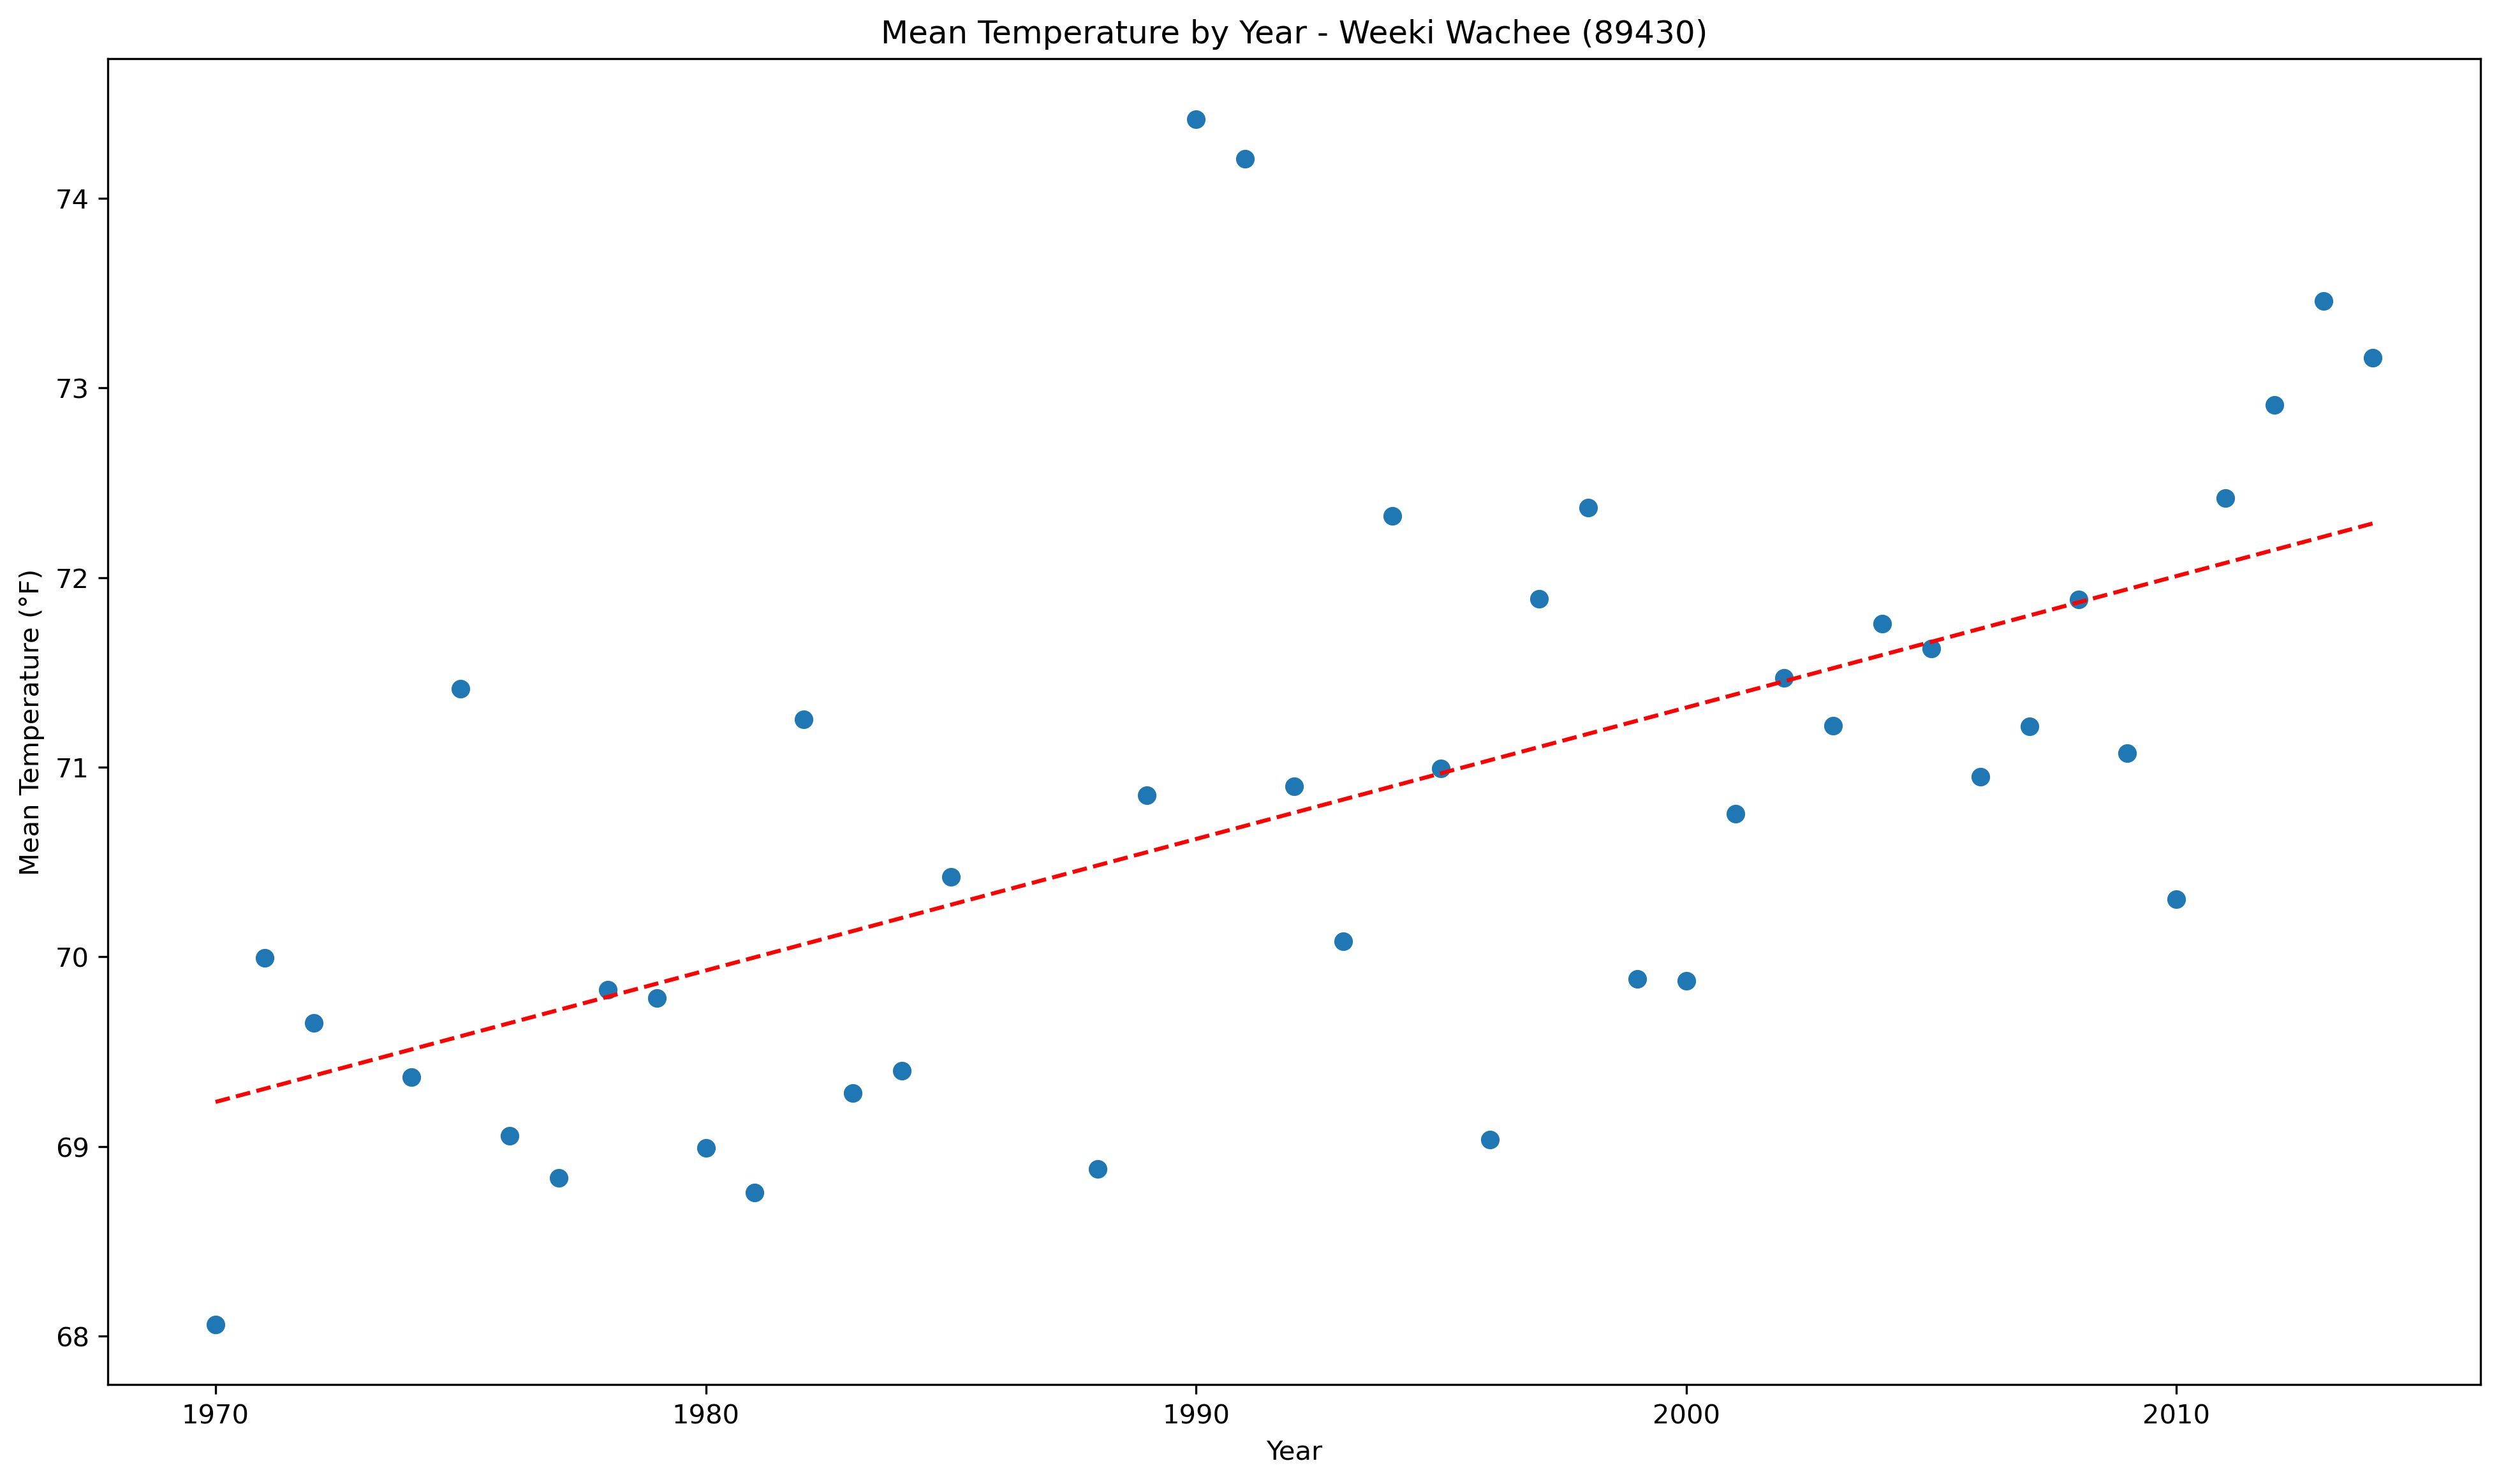 Mean Temperature by Year - Weeki Wachee (89430)
Mean Temperature (°F)
74
73
72
71
70
69
68
1970 1980 1990 2000 2010
Year